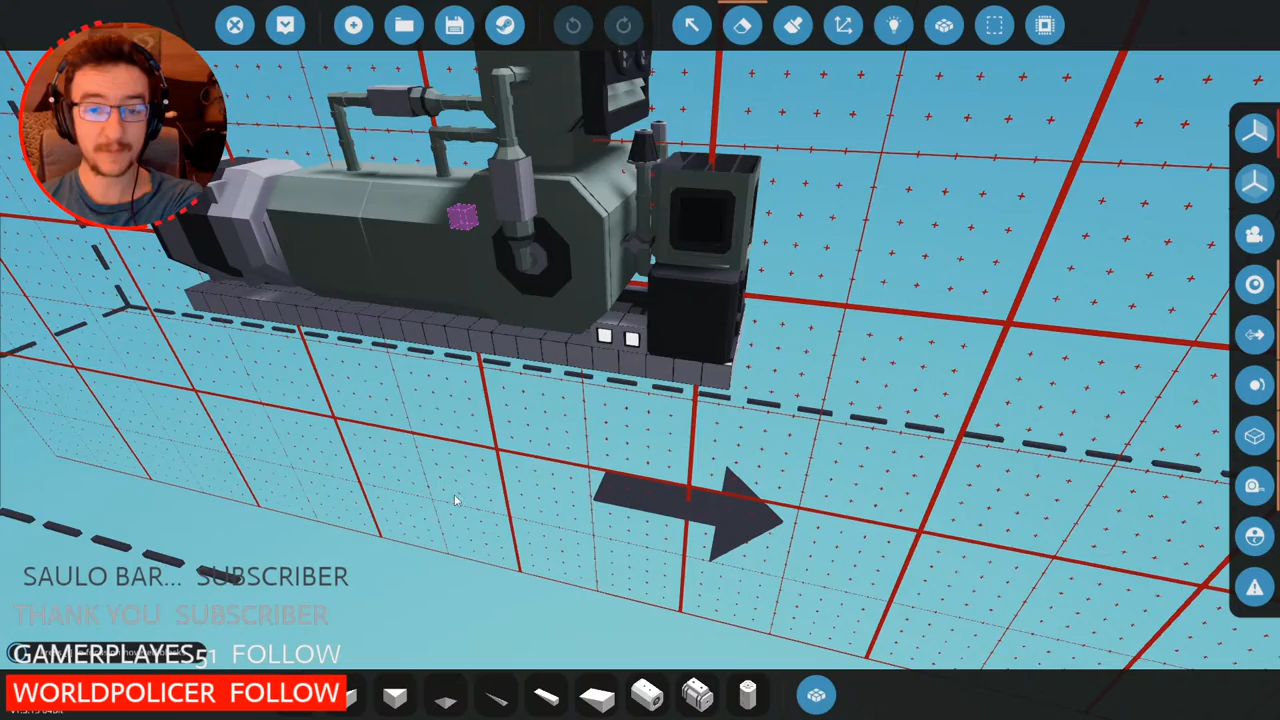 SAULO BAR... SUBSCRIBER
THANK YOU SUBSCRIBER
GAMERPLAYES51 FOLLOW
WORLDPOLICER FOLLOW